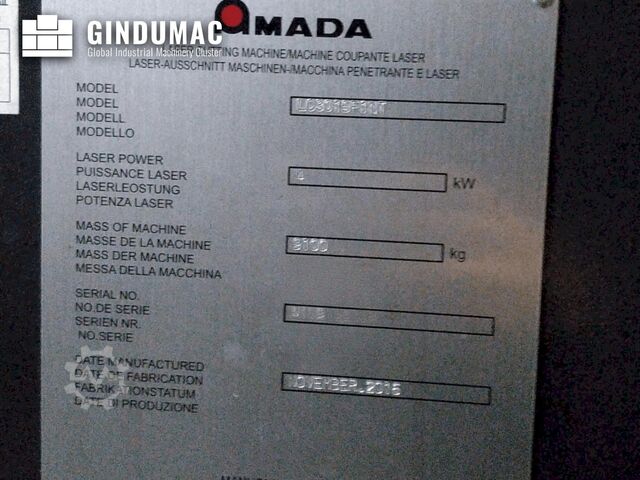 GINDUMAC
Global Industrial Machinery Cluster
AMADA
MACHINE/MACHINE COUPANTE LASER
LASER-AUSSCHNITT MASCHINEN-/MACCHINA PENETRANTE E LASER
MODEL
MODEL
MODELL
MODELLO
LASER POWER
PUISSANCE LASER
LASERLEOSTUNG
POTENZA LASER
4 kW
MASS OF MACHINE
MASSE DE LA MACHINE
MASS DER MACHINE
MESSA DELLA MACCHINA
9100 kg
SERIAL NO.
NO.DE SERIE
SERIEN NR.
NO.SERIE
DATE MANUFACTURED
DATE DE FABRICATION
FABRIKATIONSTATUM
DATE DI PRODUZIONE
NOVEMBER.2015